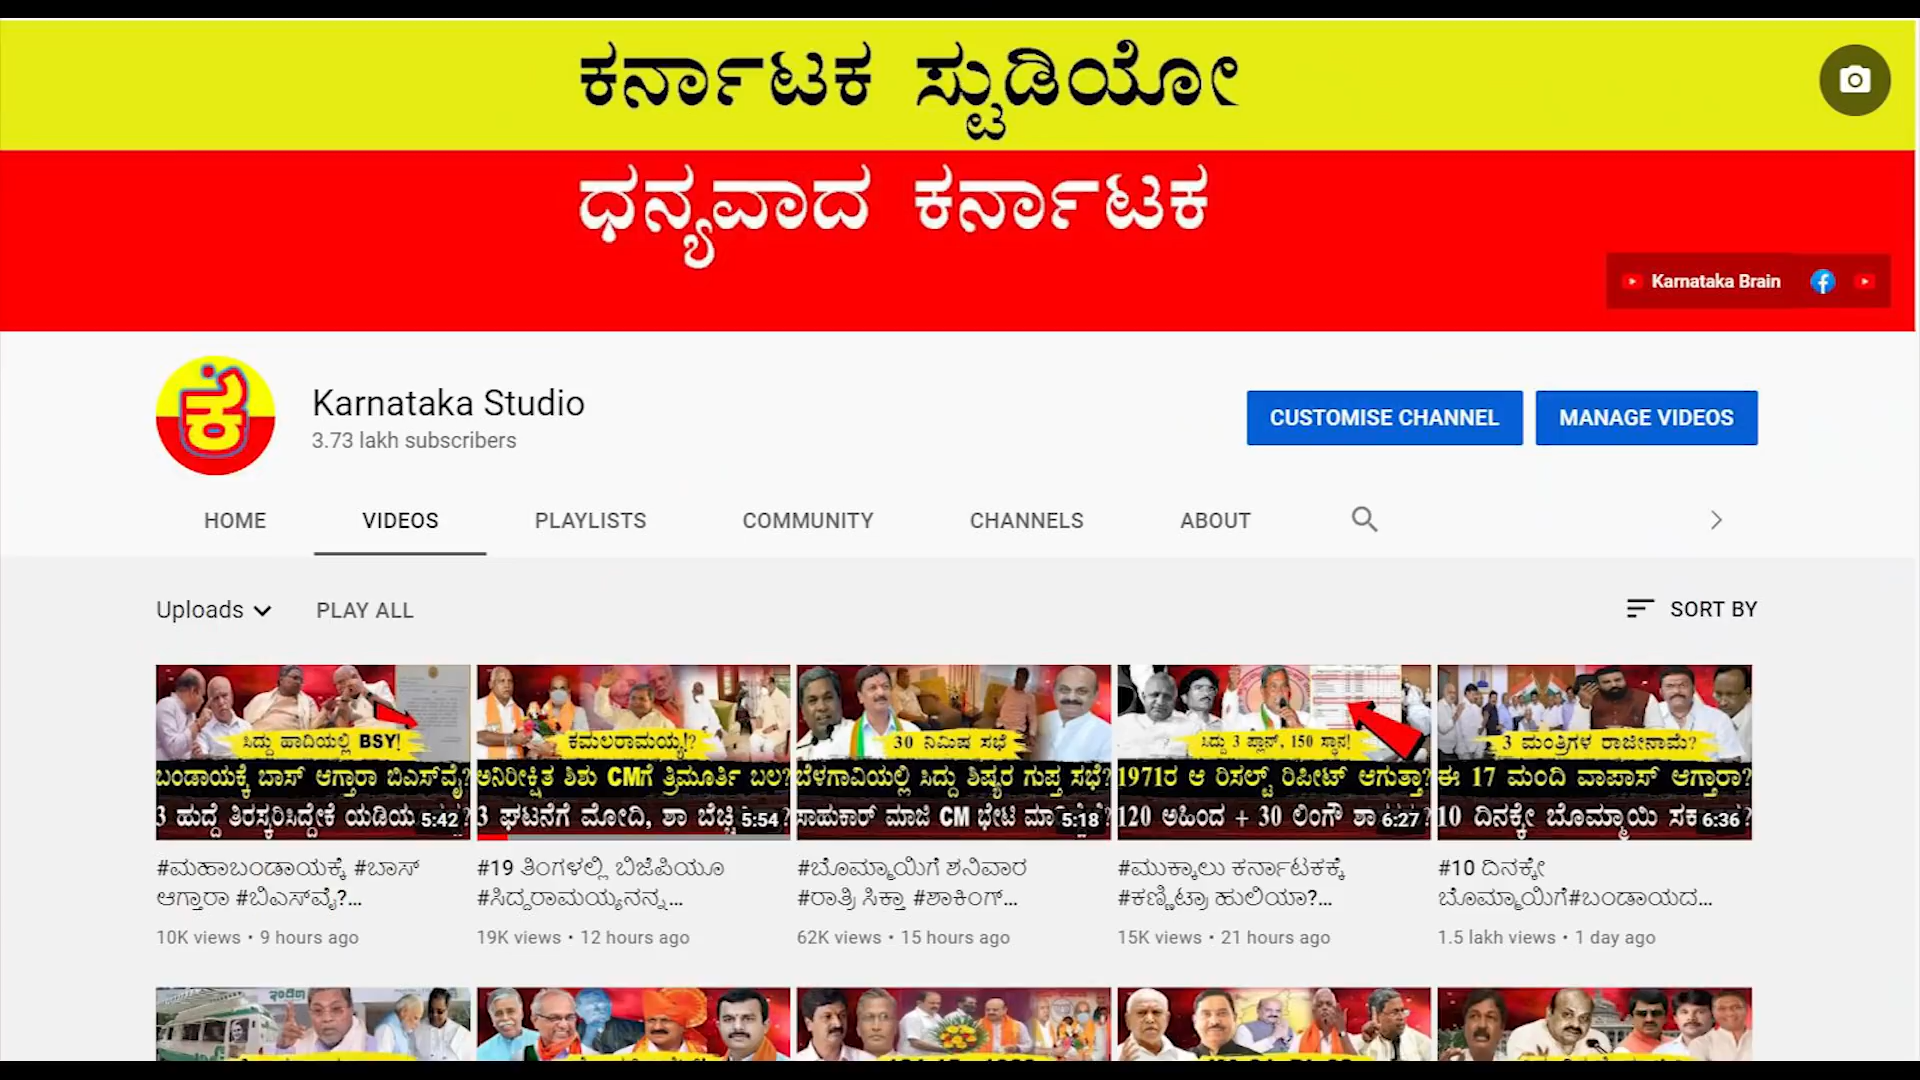 ಕರ್ನಾಟಕ ಸ್ಟುಡಿಯೋ
ಧನ್ಯವಾದ ಕರ್ನಾಟಕ
Karnataka Brain
ಕ
Karnataka Studio
3.73 lakh subscribers
CUSTOMISE CHANNEL
MANAGE VIDEOS
HOME VIDEOS PLAYLISTS COMMUNITY CHANNELS ABOUT
Uploads PLAY ALL SORT BY
ಸಿದ್ದು ಹಾದಿಯಲ್ಲಿ BSY!
ಬಂಡಾಯಕ್ಕೆ ಬಾಸ್ ಆಗ್ತಾರಾ ಬಿಎಸ್‌ವೈ?
3 ಹುದ್ದೆ ತಿರಸ್ಕರಿಸಿದ್ದೇಕೆ ಯಡಿಯ
5:42
#ಮಹಾಬಂಡಾಯಕ್ಕೆ #ಬಾಸ್
ಆಗ್ತಾರಾ #ಬಿಎಸ್‌ವೈ?...
10K views • 9 hours ago
ಕಮಲರಾಮಯ್ಯ!?
ಅನಿರೀಕ್ಷಿತ ಶಿಶು CMಗೆ ತ್ರಿಮೂರ್ತಿ ಬಲ?
3 ಘಟನೆಗೆ ಮೋದಿ, ಶಾ ಬೆಚ್ಚಿ
5:54
#19 ತಿಂಗಳಲ್ಲಿ ಬಿಜೆಪಿಯೂ
#ಸಿದ್ದರಾಮಯ್ಯನನ್ನ...
19K views • 12 hours ago
30 ನಿಮಿಷ ಸಭೆ
ಬೆಳಗಾವಿಯಲ್ಲಿ ಸಿದ್ದು ಶಿಷ್ಯರ ಗುಪ್ತ ಸಭೆ?
ಸಾಹುಕಾರ್ ಮಾಜಿ CM ಭೇಟಿ ಮಾ
5:18
#ಬೊಮ್ಮಾಯಿಗೆ ಶನಿವಾರ
#ರಾತ್ರಿ ಸಿಕ್ತಾ #ಶಾಕಿಂಗ್...
62K views • 15 hours ago
ಸಿದ್ದು 3 ಪ್ಲಾನ್, 150 ಸ್ಥಾನ!
1971ರ ಆ ರಿಸಲ್ಟ್ ರಿಪೀಟ್ ಆಗುತ್ತಾ?
120 ಅಹಿಂದ + 30 ಲಿಂಗೌ ಶಾ
6:27
#ಮುಕ್ಕಾಲು ಕರ್ನಾಟಕಕ್ಕೆ
#ಕಣ್ಣಿಟ್ರಾ ಹುಲಿಯಾ?...
15K views • 21 hours ago
3 ಮಂತ್ರಿಗಳ ರಾಜೀನಾಮೆ?
ಈ 17 ಮಂದಿ ವಾಪಾಸ್ ಆಗ್ತಾರಾ?
10 ದಿನಕ್ಕೇ ಬೊಮ್ಮಾಯಿ ಸಕ
6:36
#10 ದಿನಕ್ಕೇ
ಬೊಮ್ಮಾಯಿಗೆ#ಬಂಡಾಯದ...
1.5 lakh views • 1 day ago